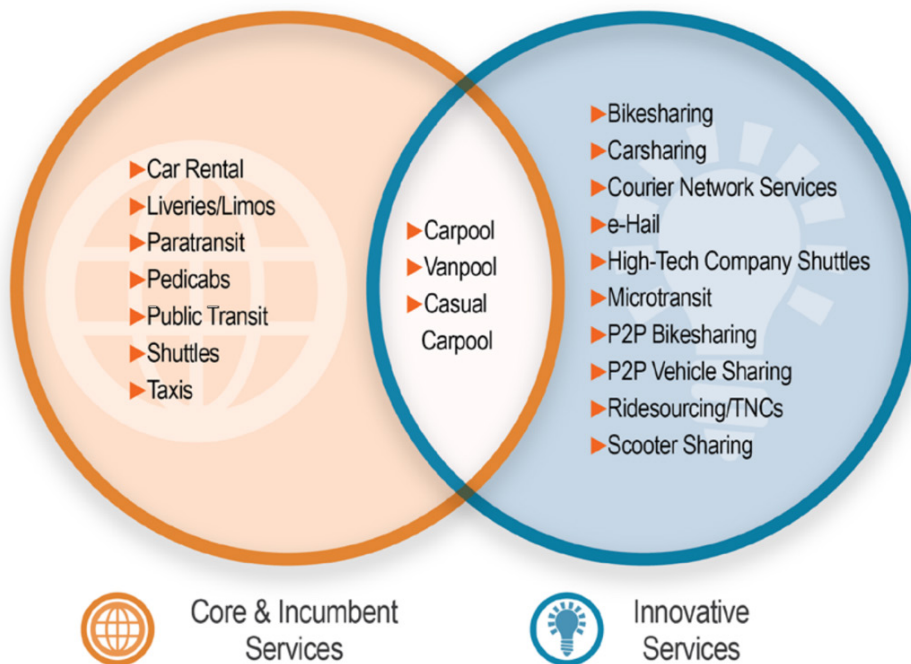 Car Rental
Liveries/Limos
Paratransit
Pedicabs
Public Transit
Shuttles
Taxis
Carpool
Vanpool
Casual
Carpool
Bikesharing
Carsharing
Courier Network Services
e-Hail
High-Tech Company Shuttles
Microtransit
P2P Bikesharing
P2P Vehicle Sharing
Ridesourcing/TNCs
Scooter Sharing
Core & Incumbent
Services
Innovative
Services